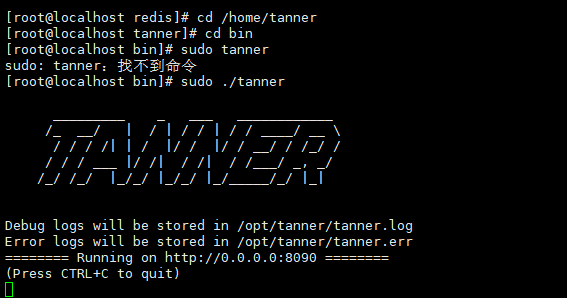 [root@localhost redis]# cd /home/tanner
[root@localhost tanner]# cd bin
[root@localhost bin]# sudo tanner
sudo: tanner：找不到命令
[root@localhost bin]# sudo ./tanner
TANNER
Debug logs will be stored in /opt/tanner/tanner.log
Error logs will be stored in /opt/tanner/tanner.err
======== Running on http://0.0.0.0:8090 ========
(Press CTRL+C to quit)